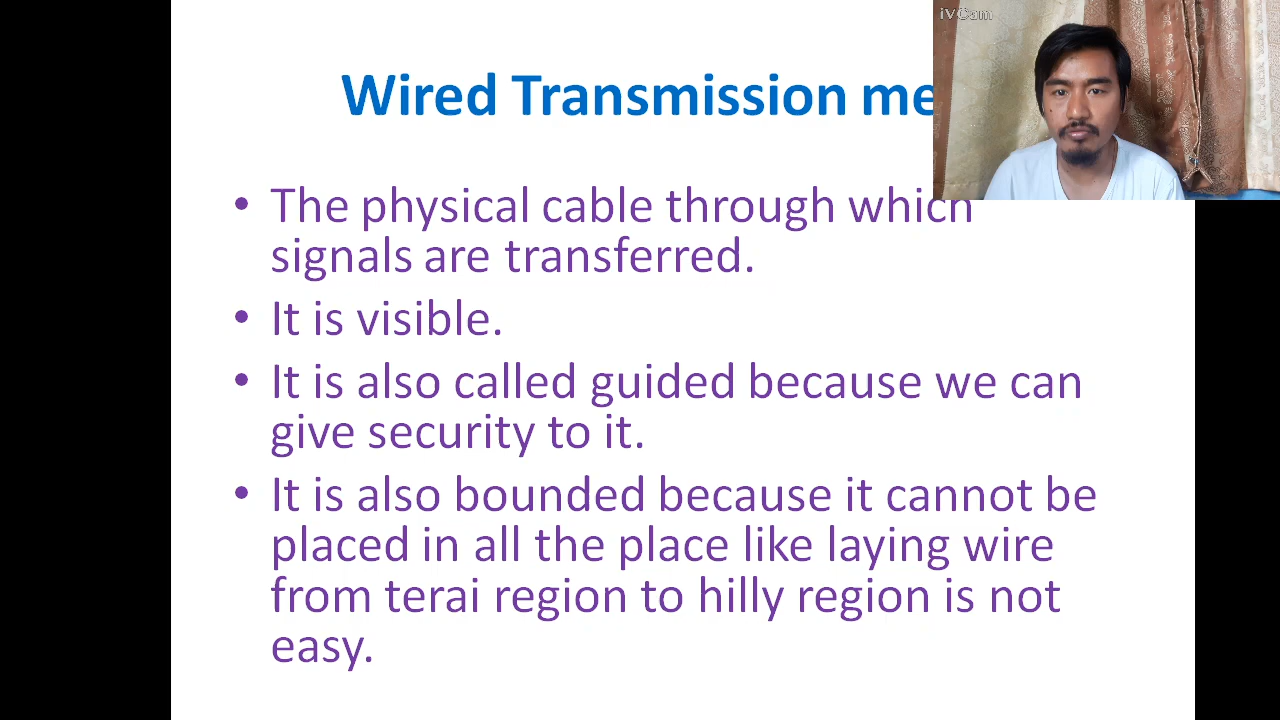 iVCam
Wired Transmission me
• The physical cable through which
signals are transferred.
• It is visible.
• It is also called guided because we can
give security to it.
• It is also bounded because it cannot be
placed in all the place like laying wire
from terai region to hilly region is not
easy.